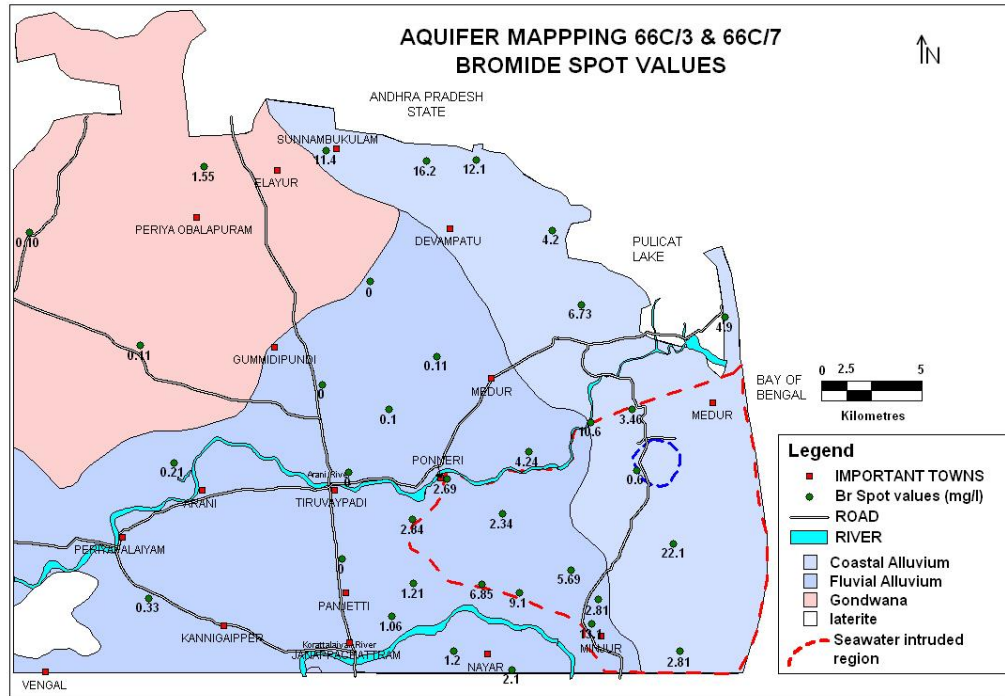 AQUIFER MAPPPING 66C/3 & 66C/7
BROMIDE SPOT VALUES
N
ANDHRA PRADESH
STATE
SUNNAMBUKULAM
11.4
16.2
12.1
1.55
ELAYUR
PERIYA OBALAPURAM
0.10
DEVAMPATU
4.2
PULICAT
LAKE
0
6.73
4.9
0.11
GUMMIDIPUNDI
0.11
MEDUR
0
0.1
BAY OF
BENGAL
0 2.5 5
Kilometres
MEDUR
3.46
10.6
0.21
ARANI
Arani River
0
TIRUVAYPADI
PONNERI
2.69
4.24
0.6
2.84
2.34
PERIYAPALAIYAM
22.1
0
1.21
6.85
9.1
5.69
2.81
0.33
PANJETTI
1.06
KANNIGAIPPER
Korattalaiyar River
JANAPPACHATTRAM
13.1
MINJUR
1.2
NAYAR
2.1
2.81
VENGAL
Legend
IMPORTANT TOWNS
Br Spot values (mg/l)
ROAD
RIVER
Coastal Alluvium
Fluvial Alluvium
Gondwana
laterite
Seawater intruded
region